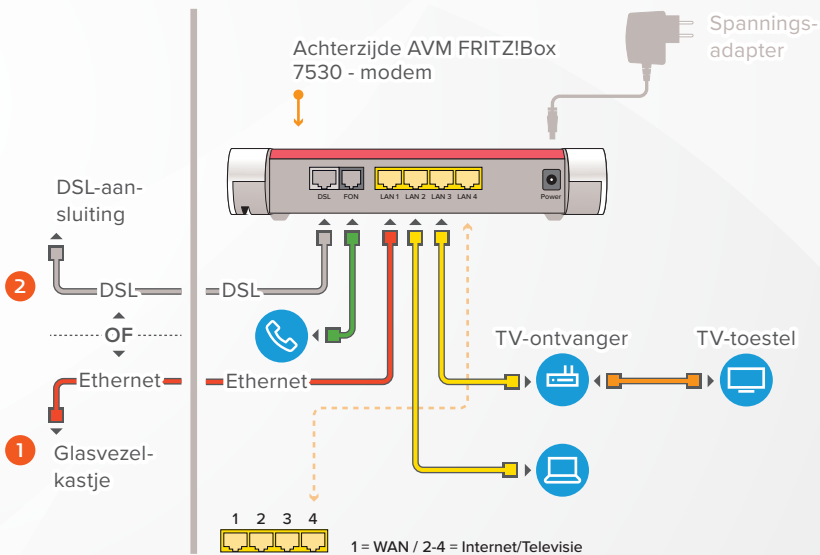 Spannings-
adapter
Achterzijde AVM FRITZ!Box
7530 - modem
DSL-aan-
sluiting
DSL
FON
LAN 1
LAN 2
LAN 3
LAN 4
Power
2
DSL
DSL
OF
TV-ontvanger
TV-toestel
Ethernet
Ethernet
1
Glasvezel-
kastje
1 2 3 4
1 = WAN / 2-4 = Internet/Televisie